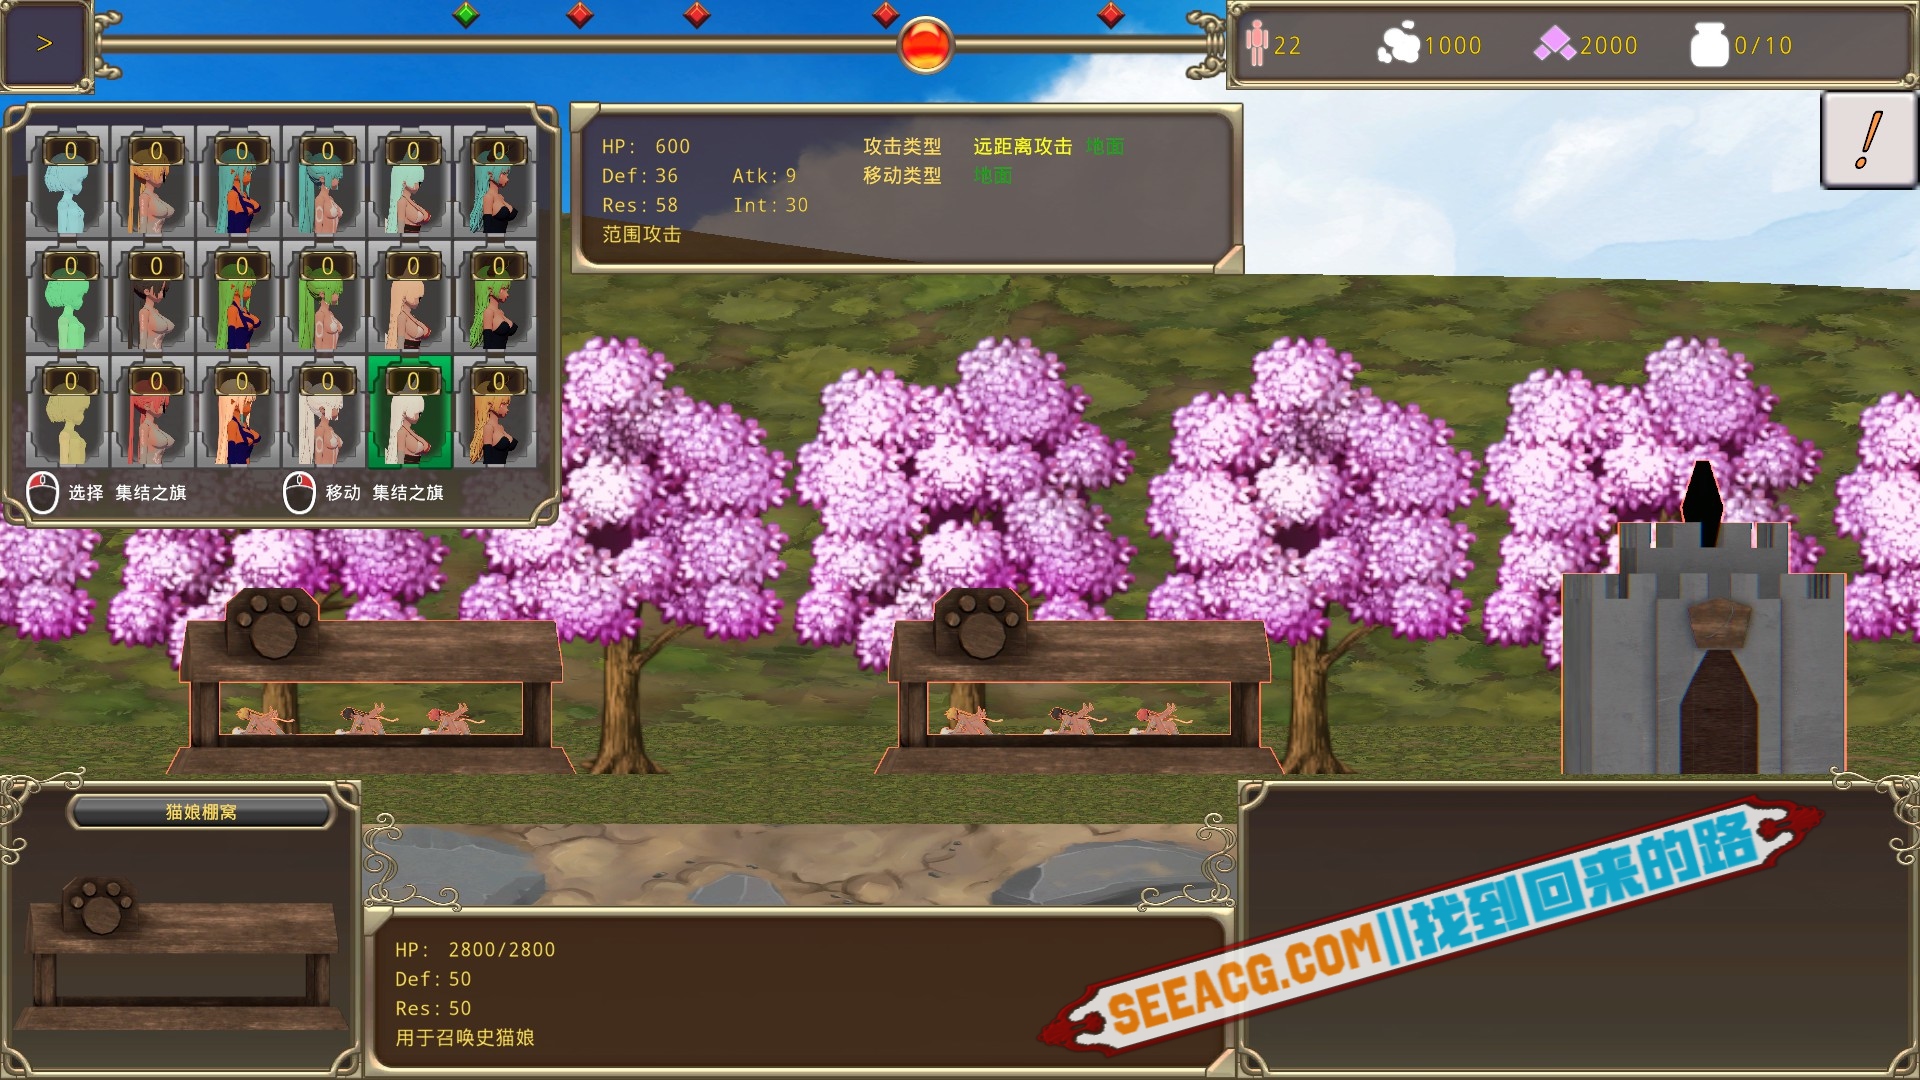 >
22
1000
2000
0/10
!
0 0 0 0 0 0
0 0 0 0 0 0
0 0 0 0 0 0
选择 集结之旗
移动 集结之旗
HP: 600
攻击类型 远距离攻击 地面
Def: 36 Atk: 9
移动类型 地面
Res: 58 Int: 30
范围攻击
猫娘棚窝
HP: 2800/2800
Def: 50
Res: 50
用于召唤史猫娘
SEEACG.COM||找到回来的路